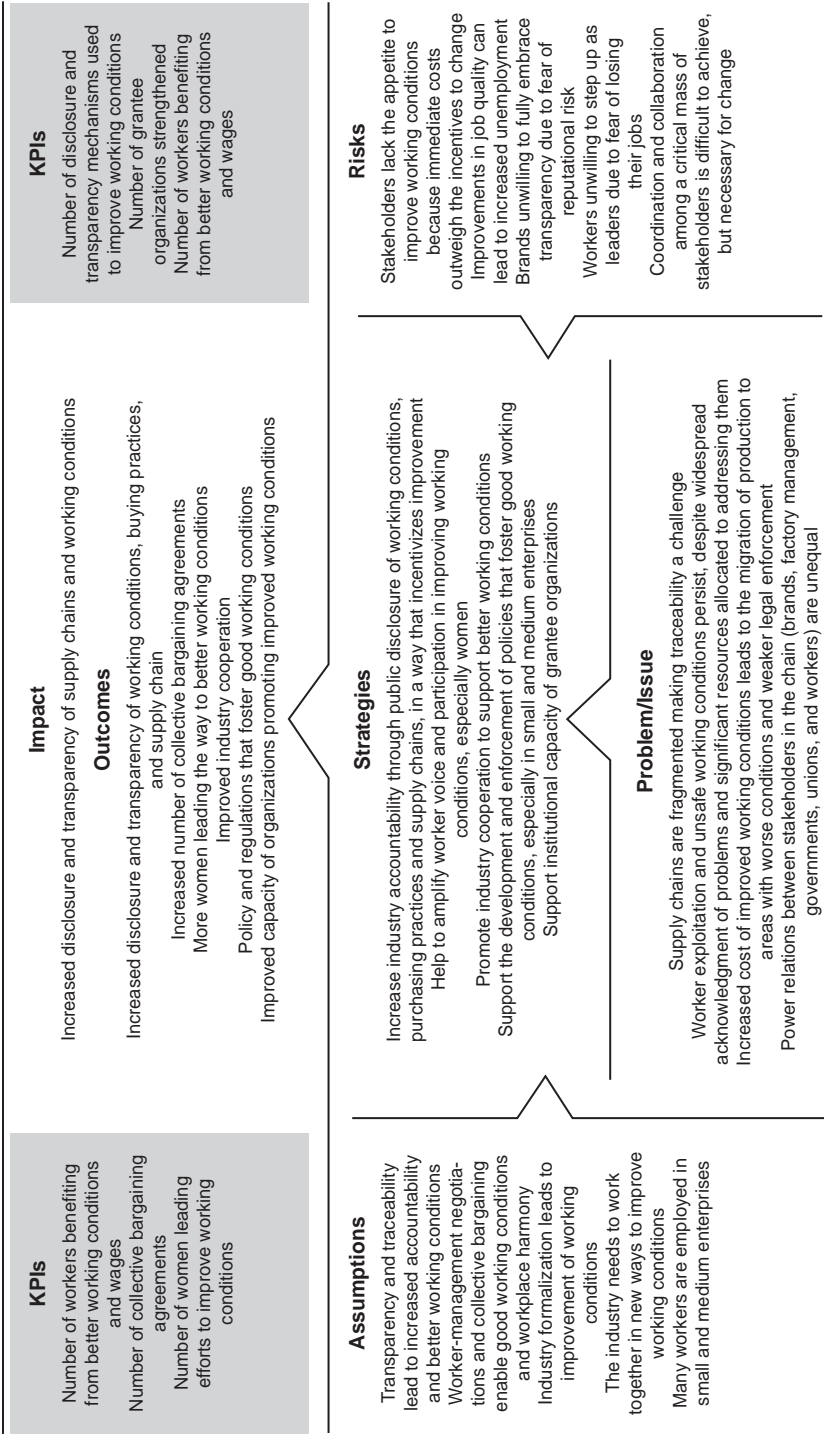 KPIs
Number of workers benefiting
from better working conditions
and wages
Number of collective bargaining
agreements
Number of women leading
efforts to improve working
conditions
Impact
Increased disclosure and transparency of supply chains and working conditions
Outcomes
Increased disclosure and transparency of working conditions, buying practices,
and supply chain
Increased number of collective bargaining agreements
More women leading the way to better working conditions
Improved industry cooperation
Policy and regulations that foster good working conditions
Improved capacity of organizations promoting improved working conditions
KPIs
Number of disclosure and
transparency mechanisms used
to improve working conditions
Number of grantee
organizations strengthened
Number of workers benefiting
from better working conditions
and wages
Assumptions
Transparency and traceability
lead to increased accountability
and better working conditions
Worker-management negotia-
tions and collective bargaining
enable good working conditions
and workplace harmony
Industry formalization leads to
improvement of working
conditions
The industry needs to work
together in new ways to improve
working conditions
Many workers are employed in
small and medium enterprises
Strategies
Increase industry accountability through public disclosure of working conditions,
purchasing practices and supply chains, in a way that incentivizes improvement
Help to amplify worker voice and participation in improving working
conditions, especially women
Promote industry cooperation to support better working conditions
Support the development and enforcement of policies that foster good working
conditions, especially in small and medium enterprises
Support institutional capacity of grantee organizations
Problem/Issue
Supply chains are fragmented making traceability a challenge
Worker exploitation and unsafe working conditions persist, despite widespread
acknowledgment of problems and significant resources allocated to addressing them
Increased cost of improved working conditions leads to the migration of production to
areas with worse conditions and weaker legal enforcement
Power relations between stakeholders in the chain (brands, factory management,
governments, unions, and workers) are unequal
Risks
Stakeholders lack the appetite to
improve working conditions
because immediate costs
outweigh the incentives to change
Improvements in job quality can
lead to increased unemployment
Brands unwilling to fully embrace
transparency due to fear of
reputational risk
Workers unwilling to step up as
leaders due to fear of losing
their jobs
Coordination and collaboration
among a critical mass of
stakeholders is difficult to achieve,
but necessary for change